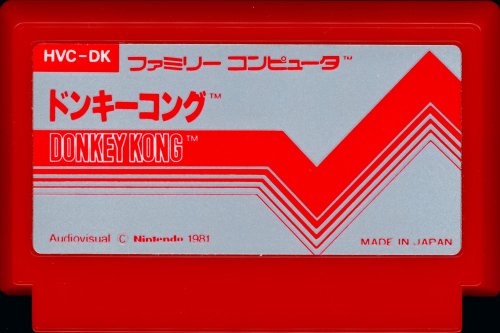 HVC-DK ファミリー コンピュータ™
ドンキーコング™
DONKEY KONG™
Audiovisual © Nintendo 1981
MADE IN JAPAN